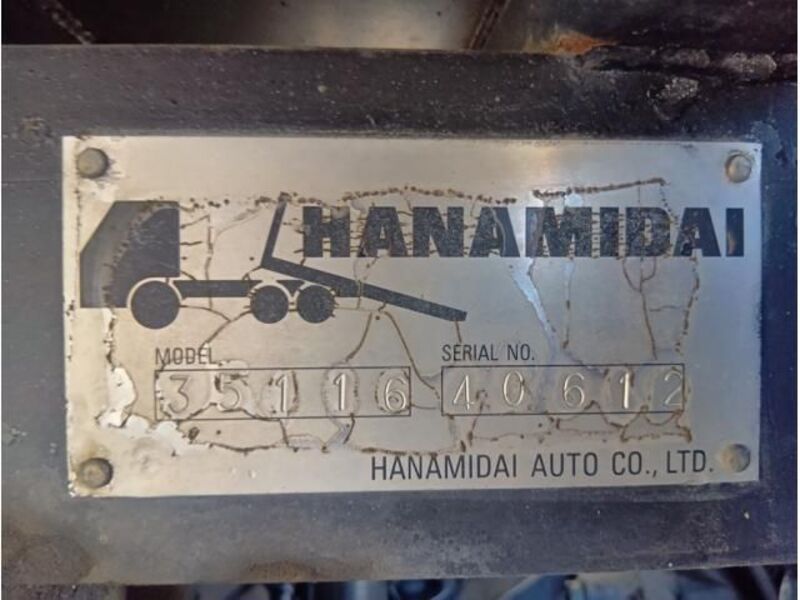 HANAMIDAI
MODEL SERIAL NO.
35116 40612
HANAMIDAI AUTO CO., LTD.